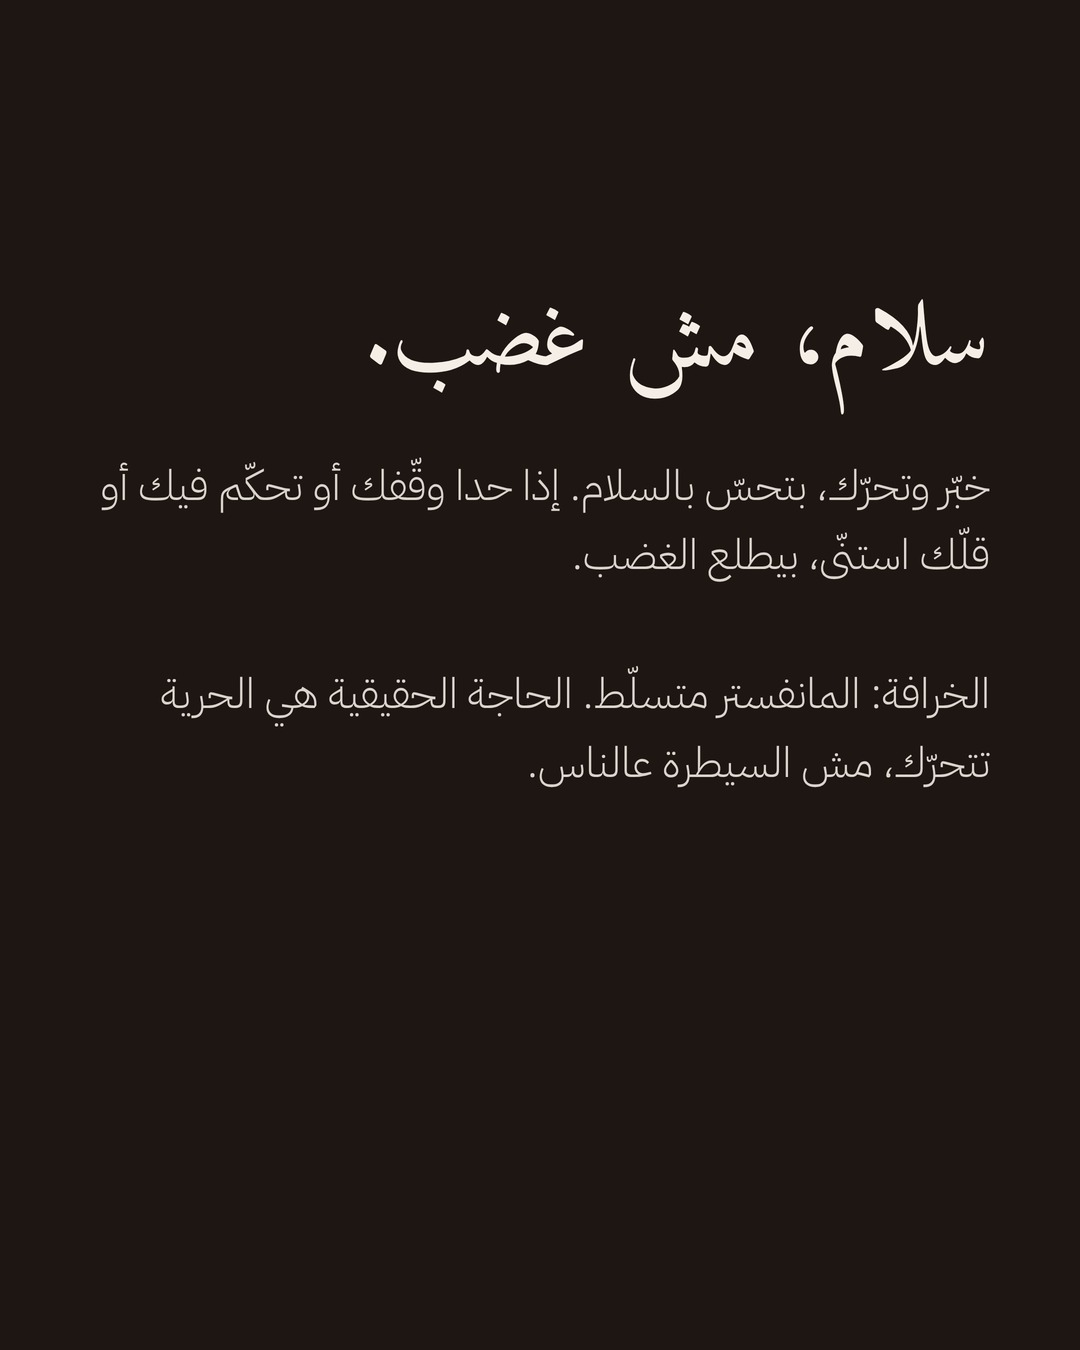 سلام، مش غضب.
خبّر وتحرّك، بتحسّ بالسلام. إذا حدا وقّفك أو تحكّم فيك أو
قلّك استنّى، بيطلع الغضب.
الخرافة: المانفستر متسلّط. الحاجة الحقيقية هي الحرية
تتحرّك، مش السيطرة عالناس.